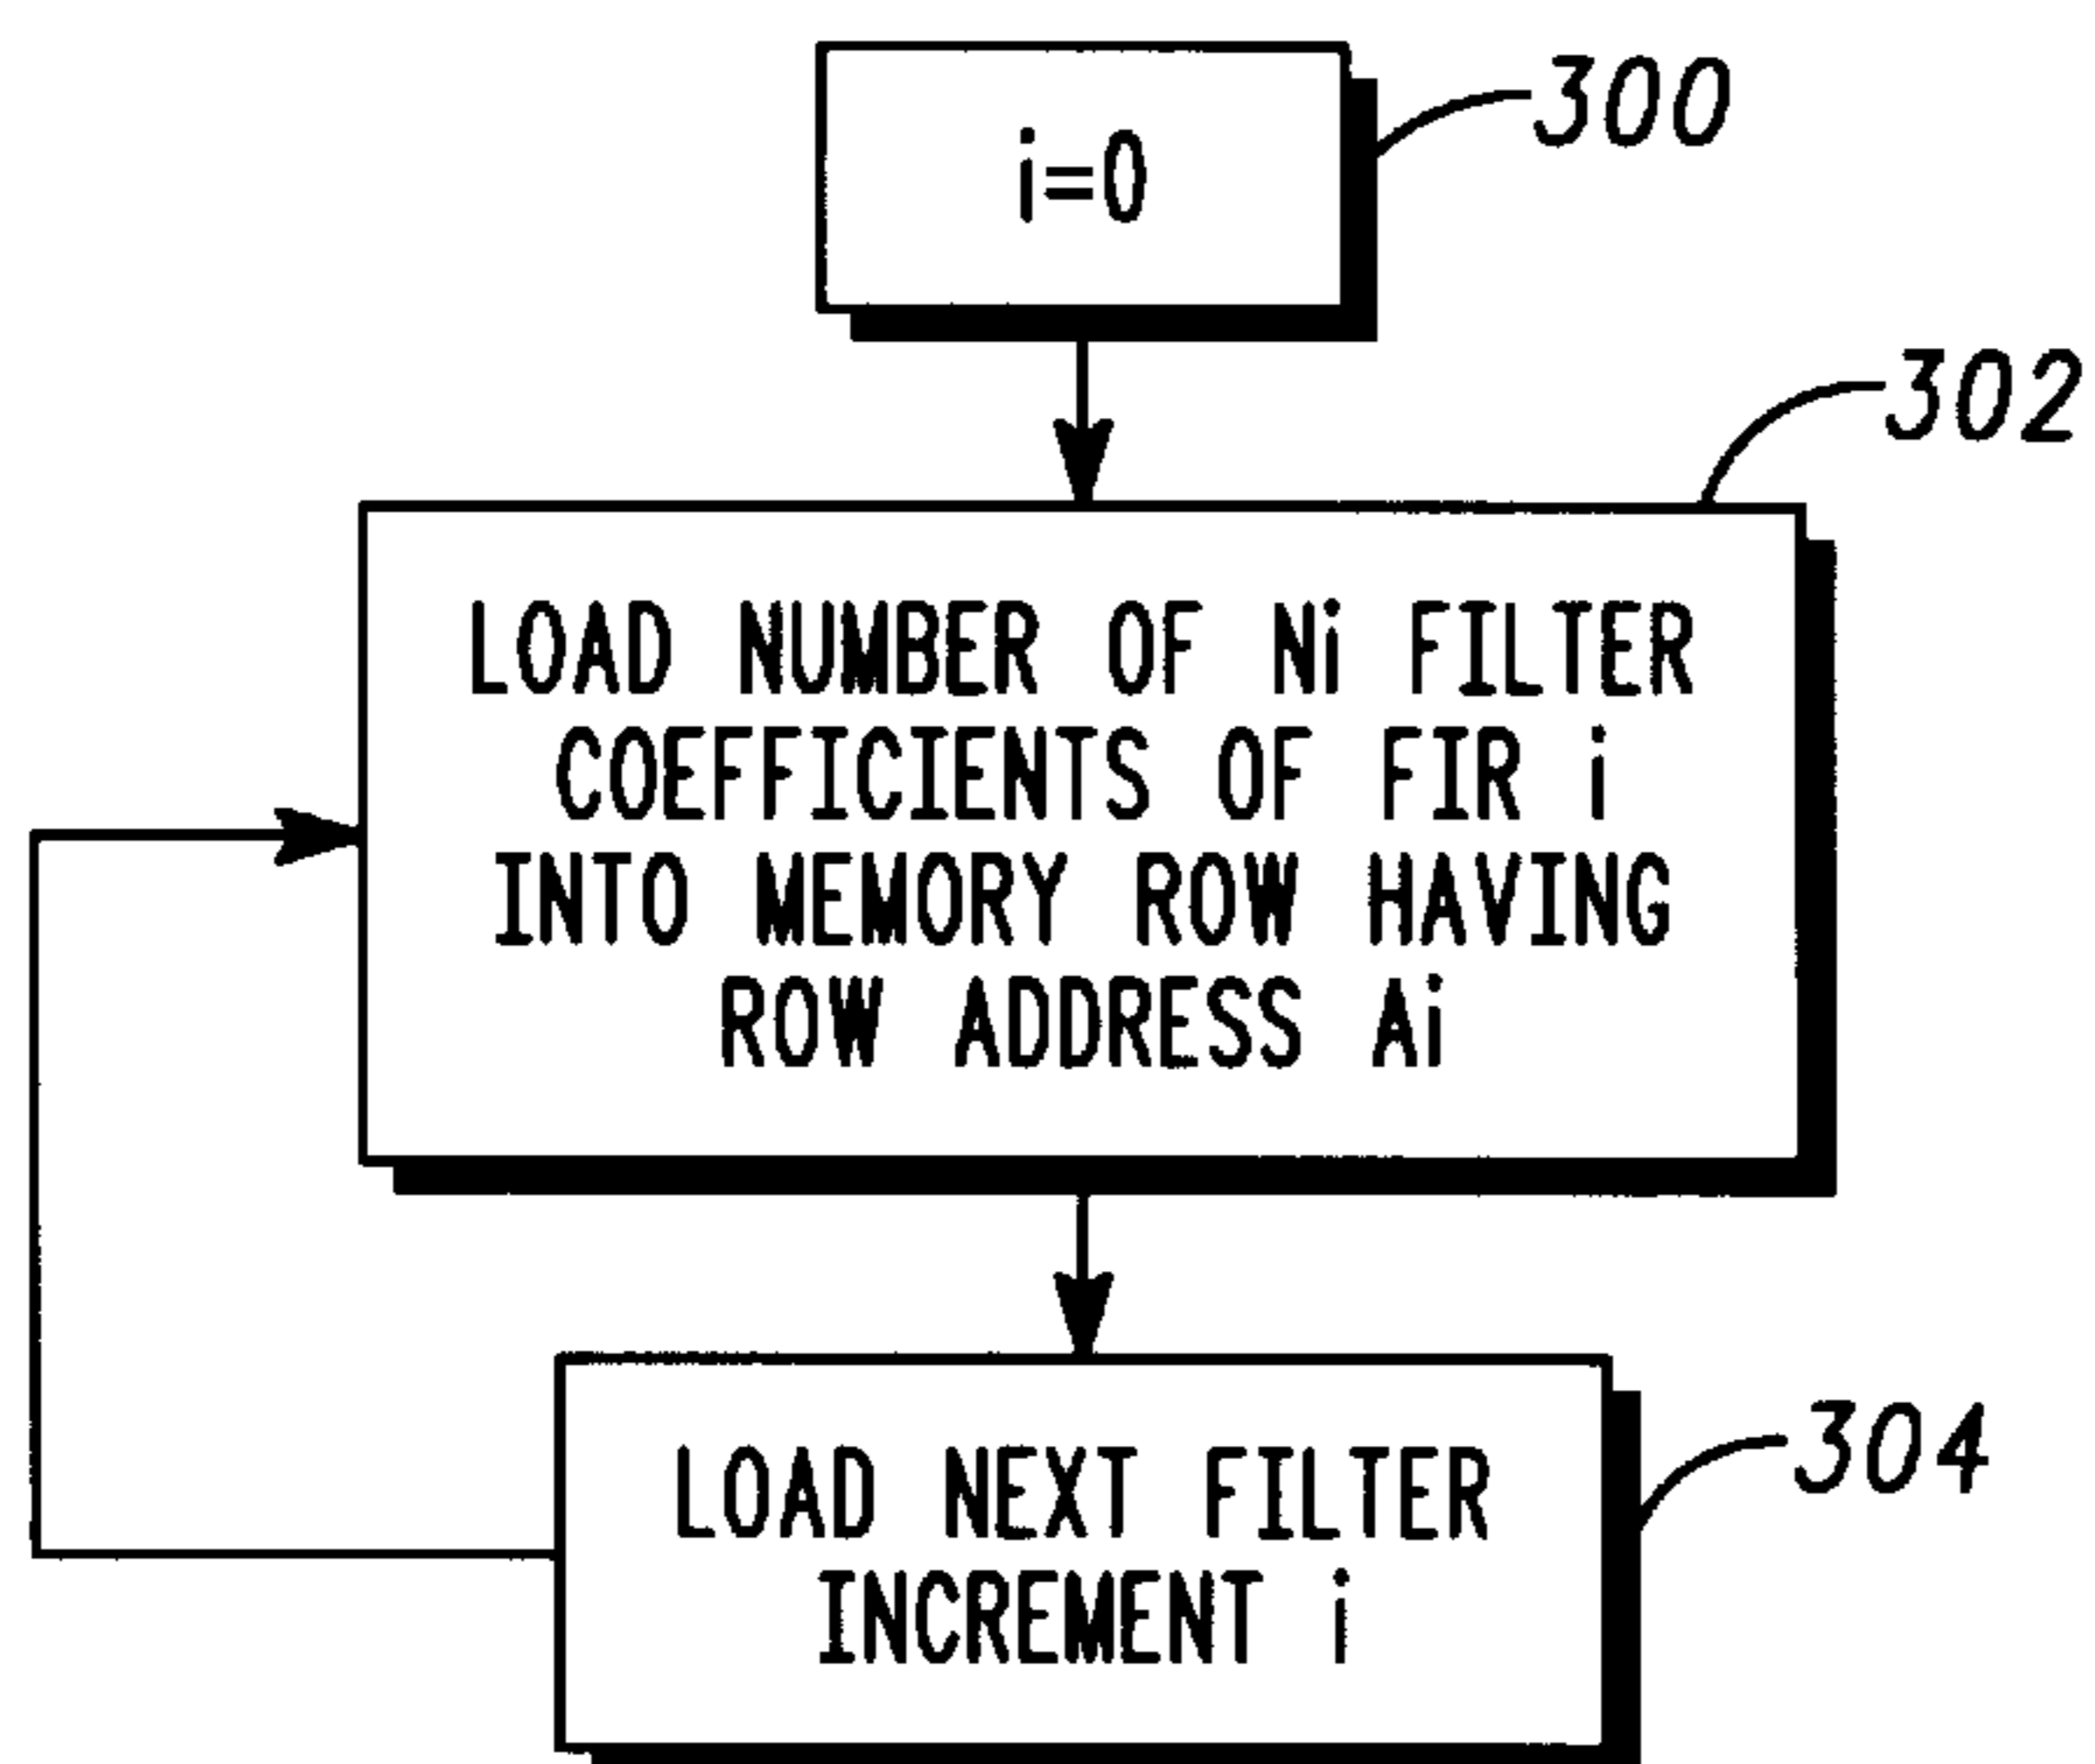 i=0
300
302
LOAD NUMBER OF Ni FILTER
COEFFICIENTS OF FIR i
INTO MEMORY ROW HAVING
ROW ADDRESS Ai
LOAD NEXT FILTER
INCREMENT i
304